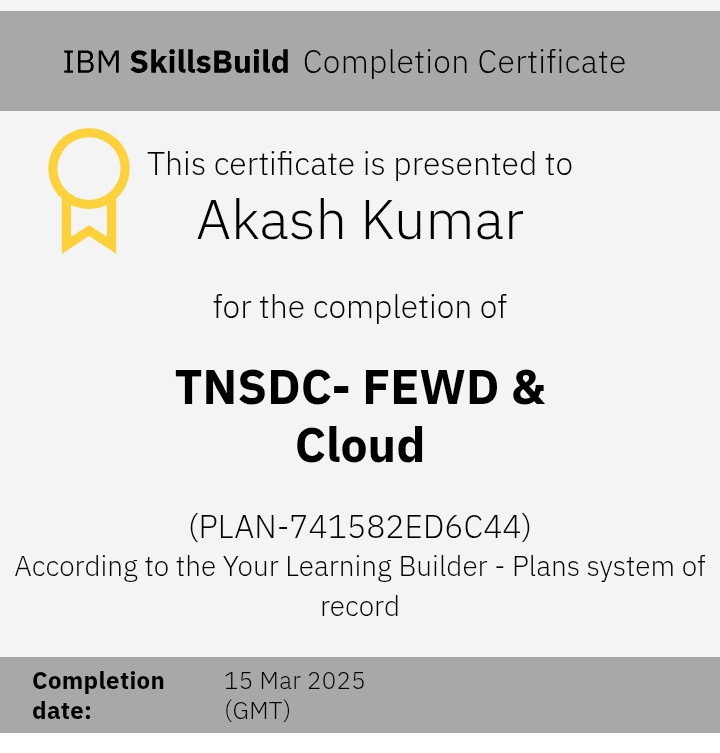 IBM SkillsBuild Completion Certificate
This certificate is presented to
Akash Kumar
for the completion of
TNSDC- FEWD &
Cloud
(PLAN-741582ED6C44)
According to the Your Learning Builder - Plans system of
record
Completion date: 15 Mar 2025 (GMT)